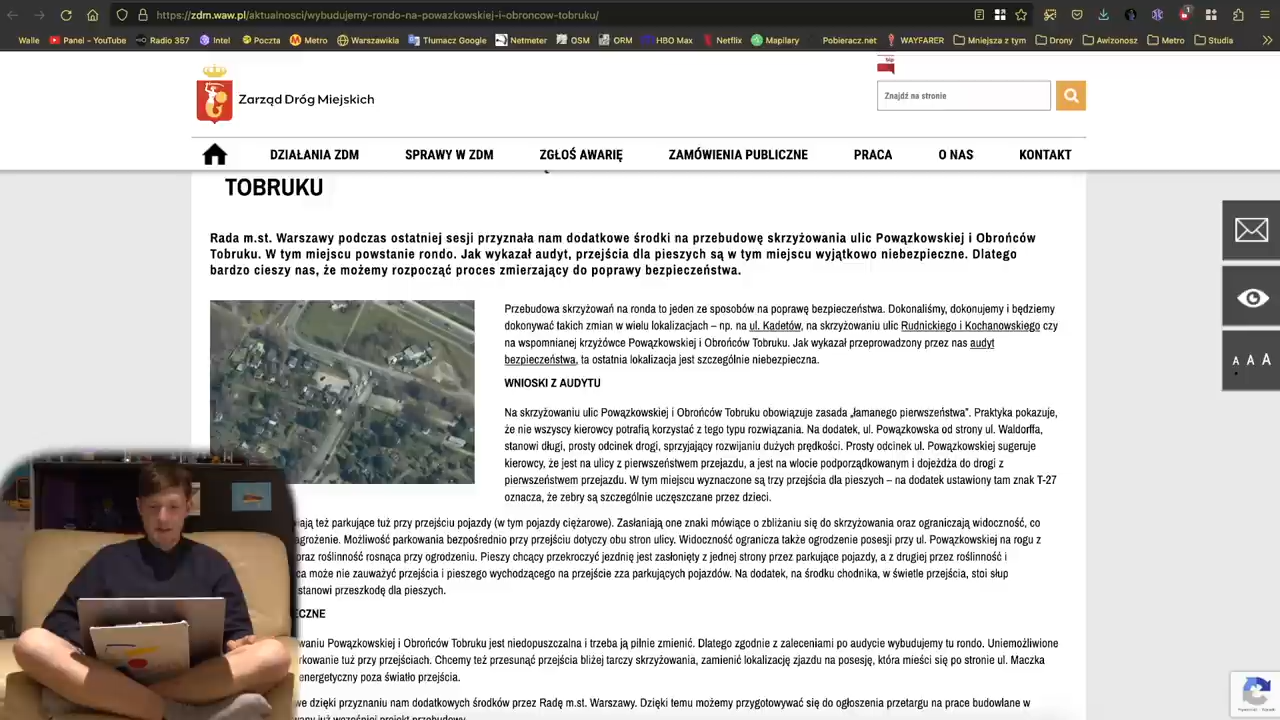 https://zdm.waw.pl/aktualnosci/wybudujemy-rondo-na-powazkowskiej-i-obroncow-tobruku/
Walle Poczęst - YouTube Radio 357 Intel Poczta Metro Warszawikia Tłumacz Google Netmeter OSM ORM HBO Max Netflix Mapilary Pobieracz.net WAYFARER Mniejsza z tym Drony Awizonosz Metro Studia
bip
Zarząd Dróg Miejskich
Znajdź na stronie
DZIAŁANIA ZDM SPRAWY W ZDM ZGŁOŚ AWARIĘ ZAMÓWIENIA PUBLICZNE PRACA O NAS KONTAKT
TOBRUKU
Rada m.st. Warszawy podczas ostatniej sesji przyznała nam dodatkowe środki na przebudowę skrzyżowania ulic Powązkowskiej i Obrońców
Tobruku. W tym miejscu powstanie rondo. Jak wykazał audyt, przejścia dla pieszych są w tym miejscu wyjątkowo niebezpieczne. Dlatego
bardzo cieszy nas, że możemy rozpocząć proces zmierzający do poprawy bezpieczeństwa.
A A A
Przebudowa skrzyżowań na ronda to jeden ze sposobów na poprawę bezpieczeństwa. Dokonaliśmy, dokonujemy i będziemy
dokonywać takich zmian w wielu lokalizacjach – np. na ul. Kadetów, na skrzyżowaniu ulic Rudnickiego i Kochanowskiego czy
na wspomnianej krzyżówce Powązkowskiej i Obrońców Tobruku. Jak wykazał przeprowadzony przez nas audyt
bezpieczeństwa, ta ostatnia lokalizacja jest szczególnie niebezpieczna.
WNIOSKI Z AUDYTU
Na skrzyżowaniu ulic Powązkowskiej i Obrońców Tobruku obowiązuje zasada „łamanego pierwszeństwa”. Praktyka pokazuje,
że nie wszyscy kierowcy potrafią korzystać z tego typu rozwiązania. Na dodatek, ul. Powązkowska od strony ul. Waldorffa,
stanowi długi, prosty odcinek drogi, sprzyjający rozwijaniu dużych prędkości. Prosty odcinek ul. Powązkowskiej sugeruje
kierowcy, że jest na ulicy z pierwszeństwem przejazdu, a jest na wlocie podporządkowanym i dojeżdża do drogi z
pierwszeństwem przejazdu. W tym miejscu wyznaczone są trzy przejścia dla pieszych – na dodatek ustawiony tam znak T-27
oznacza, że zebry są szczególnie uczęszczane przez dzieci.
ają też parkujące tuż przy przejściu pojazdy (w tym pojazdy ciężarowe). Zasłaniają one znaki mówiące o zbliżaniu się do skrzyżowania oraz ograniczają widoczność, co
agrożenie. Możliwość parkowania bezpośrednio przy przejściu dotyczy obu stron ulicy. Widoczność ogranicza także ogrodzenie posesji przy ul. Powązkowskiej na rogu z
oraz roślinność rosnąca przy ogrodzeniu. Pieszy chcący przekroczyć jezdnię jest zasłonięty z jednej strony przez parkujące pojazdy, a z drugiej przez roślinność i
ca może nie zauważyć przejścia i pieszego wychodzącego na przejście zza parkujących pojazdów. Na dodatek, na środku chodnika, w świetle przejścia, stoi słup
stanowi przeszkodę dla pieszych.
ECZNE
waniu Powązkowskiej i Obrońców Tobruku jest niedopuszczalna i trzeba ją pilnie zmienić. Dlatego zgodnie z zaleceniami po audycie wybudujemy tu rondo. Uniemożliwione
rkowanie tuż przy przejściach. Chcemy też przesunąć przejścia bliżej tarczy skrzyżowania, zamienić lokalizację zjazdu na posesję, która mieści się po stronie ul. Maczka
energetyczny poza światło przejścia.
we dzięki przyznaniu nam dodatkowych środków przez Radę m.st. Warszawy. Dzięki temu możemy przygotowywać się do ogłoszenia przetargu na prace budowlane w
wany już wcześniej projekt przebudowy.